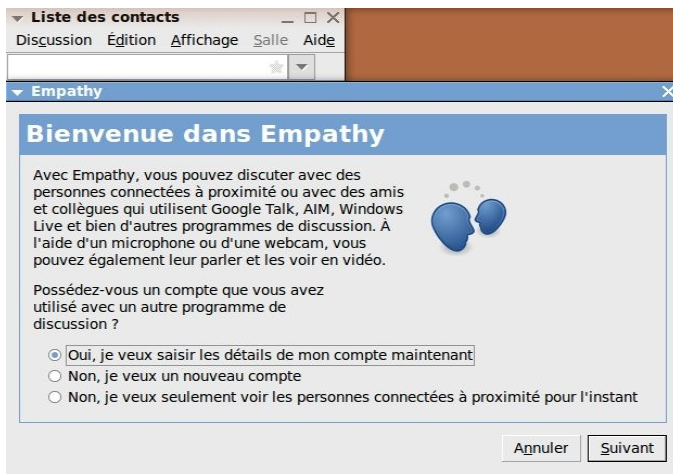 Liste des contacts
Discussion Édition Affichage Salle Aide
Empathy
Bienvenue dans Empathy
Avec Empathy, vous pouvez discuter avec des
personnes connectées à proximité ou avec des amis
et collègues qui utilisent Google Talk, AIM, Windows
Live et bien d'autres programmes de discussion. À
l'aide d'un microphone ou d'une webcam, vous
pouvez également leur parler et les voir en vidéo.
Possédez-vous un compte que vous avez
utilisé avec un autre programme de
discussion ?
Oui, je veux saisir les détails de mon compte maintenant
Non, je veux un nouveau compte
Non, je veux seulement voir les personnes connectées à proximité pour l'instant
Annuler Suivant